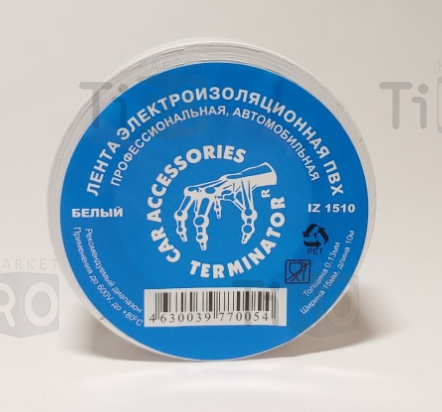 ЛЕНТА ЭЛЕКТРОИЗОЛЯЦИОННАЯ ПВХ
ПРОФЕССИОНАЛЬНАЯ, АВТОМОБИЛЬНАЯ
CAR ACCESSORIES
TERMINATOR R
БЕЛЫЙ
IZ 1510
PET
Рекомендуемый диапазон
Применения до 600V, до +80°C
Толщина 0,13мм
Ширина 15мм, длина 10м
4630039770054